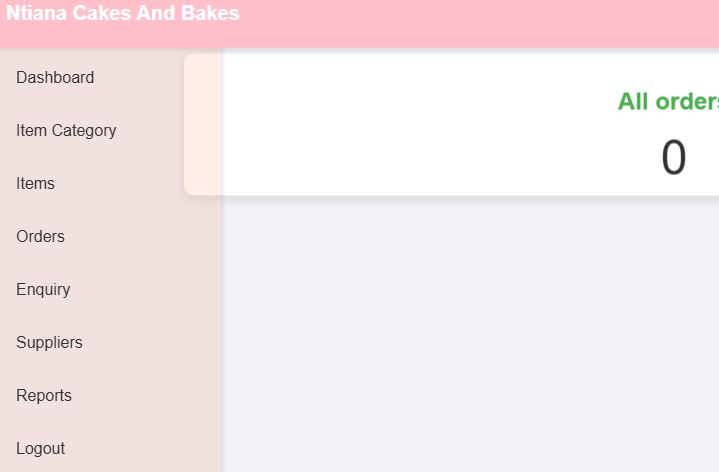 Ntiana Cakes And Bakes
Dashboard
Item Category
Items
Orders
Enquiry
Suppliers
Reports
Logout
All orders
0